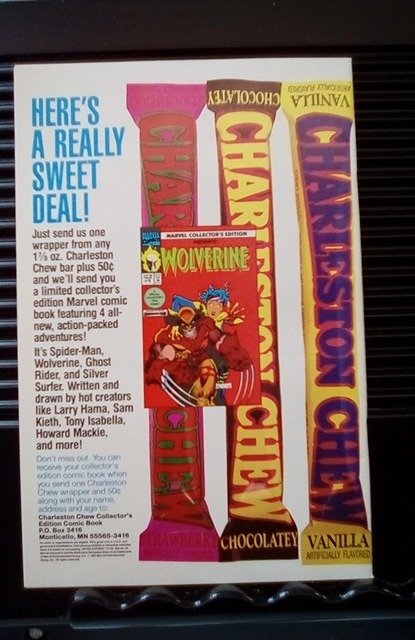 HERE'S
A REALLY
SWEET
DEAL!
Just send us one
wrapper from any
1⅞ oz. Charleston
Chew bar plus 50¢
and we'll send you
a limited collector's
edition Marvel comic
book featuring 4 all-
new, action-packed
adventures!
It's Spider-Man,
Wolverine, Ghost
Rider, and Silver
Surfer. Written and
drawn by hot creators
like Larry Hama, Sam
Kieth, Tony Isabella,
Howard Mackie,
and more!
Don't miss out. You can
receive your collector's
edition comic book when
you send one Charleston
Chew wrapper and 50¢
along with your name,
address and age to:
Charleston Chew Collector's
Edition Comic Book
P.O. Box 3416
Monticello, MN 55565-3416
STRAWBERRY
CHOCOLATEY
CHARLESTON CHEW
CHOCOLATEY
VANILLA
ARTIFICIALLY FLAVORED
CHARLESTON CHEW
VANILLA
ARTIFICIALLY FLAVORED
MARVEL COLLECTOR'S EDITION
WOLVERINE